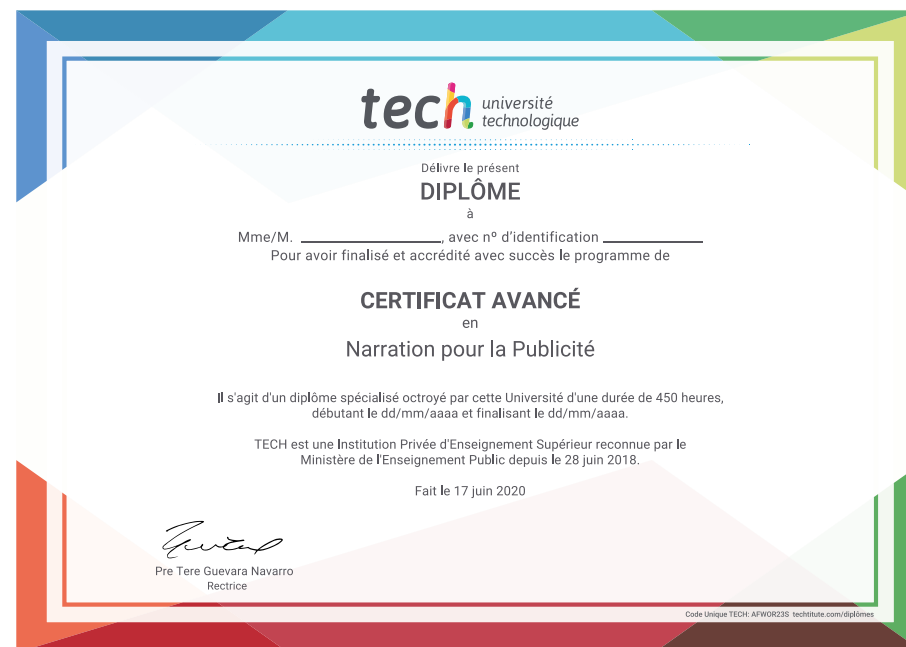 tech université
technologique
Délivre le présent
DIPLÔME
à
Mme/M. ____________________, avec nº d'identification ______________
Pour avoir finalisé et accrédité avec succès le programme de
CERTIFICAT AVANCÉ
en
Narration pour la Publicité
Il s'agit d'un diplôme spécialisé octroyé par cette Université d'une durée de 450 heures,
débutant le dd/mm/aaaa et finalisant le dd/mm/aaaa.
TECH est une Institution Privée d'Enseignement Supérieur reconnue par le
Ministère de l'Enseignement Public depuis le 28 juin 2018.
Fait le 17 juin 2020
Pre Tere Guevara Navarro
Rectrice
Code Unique TECH: AFWOR23S techtitute.com/diplômes